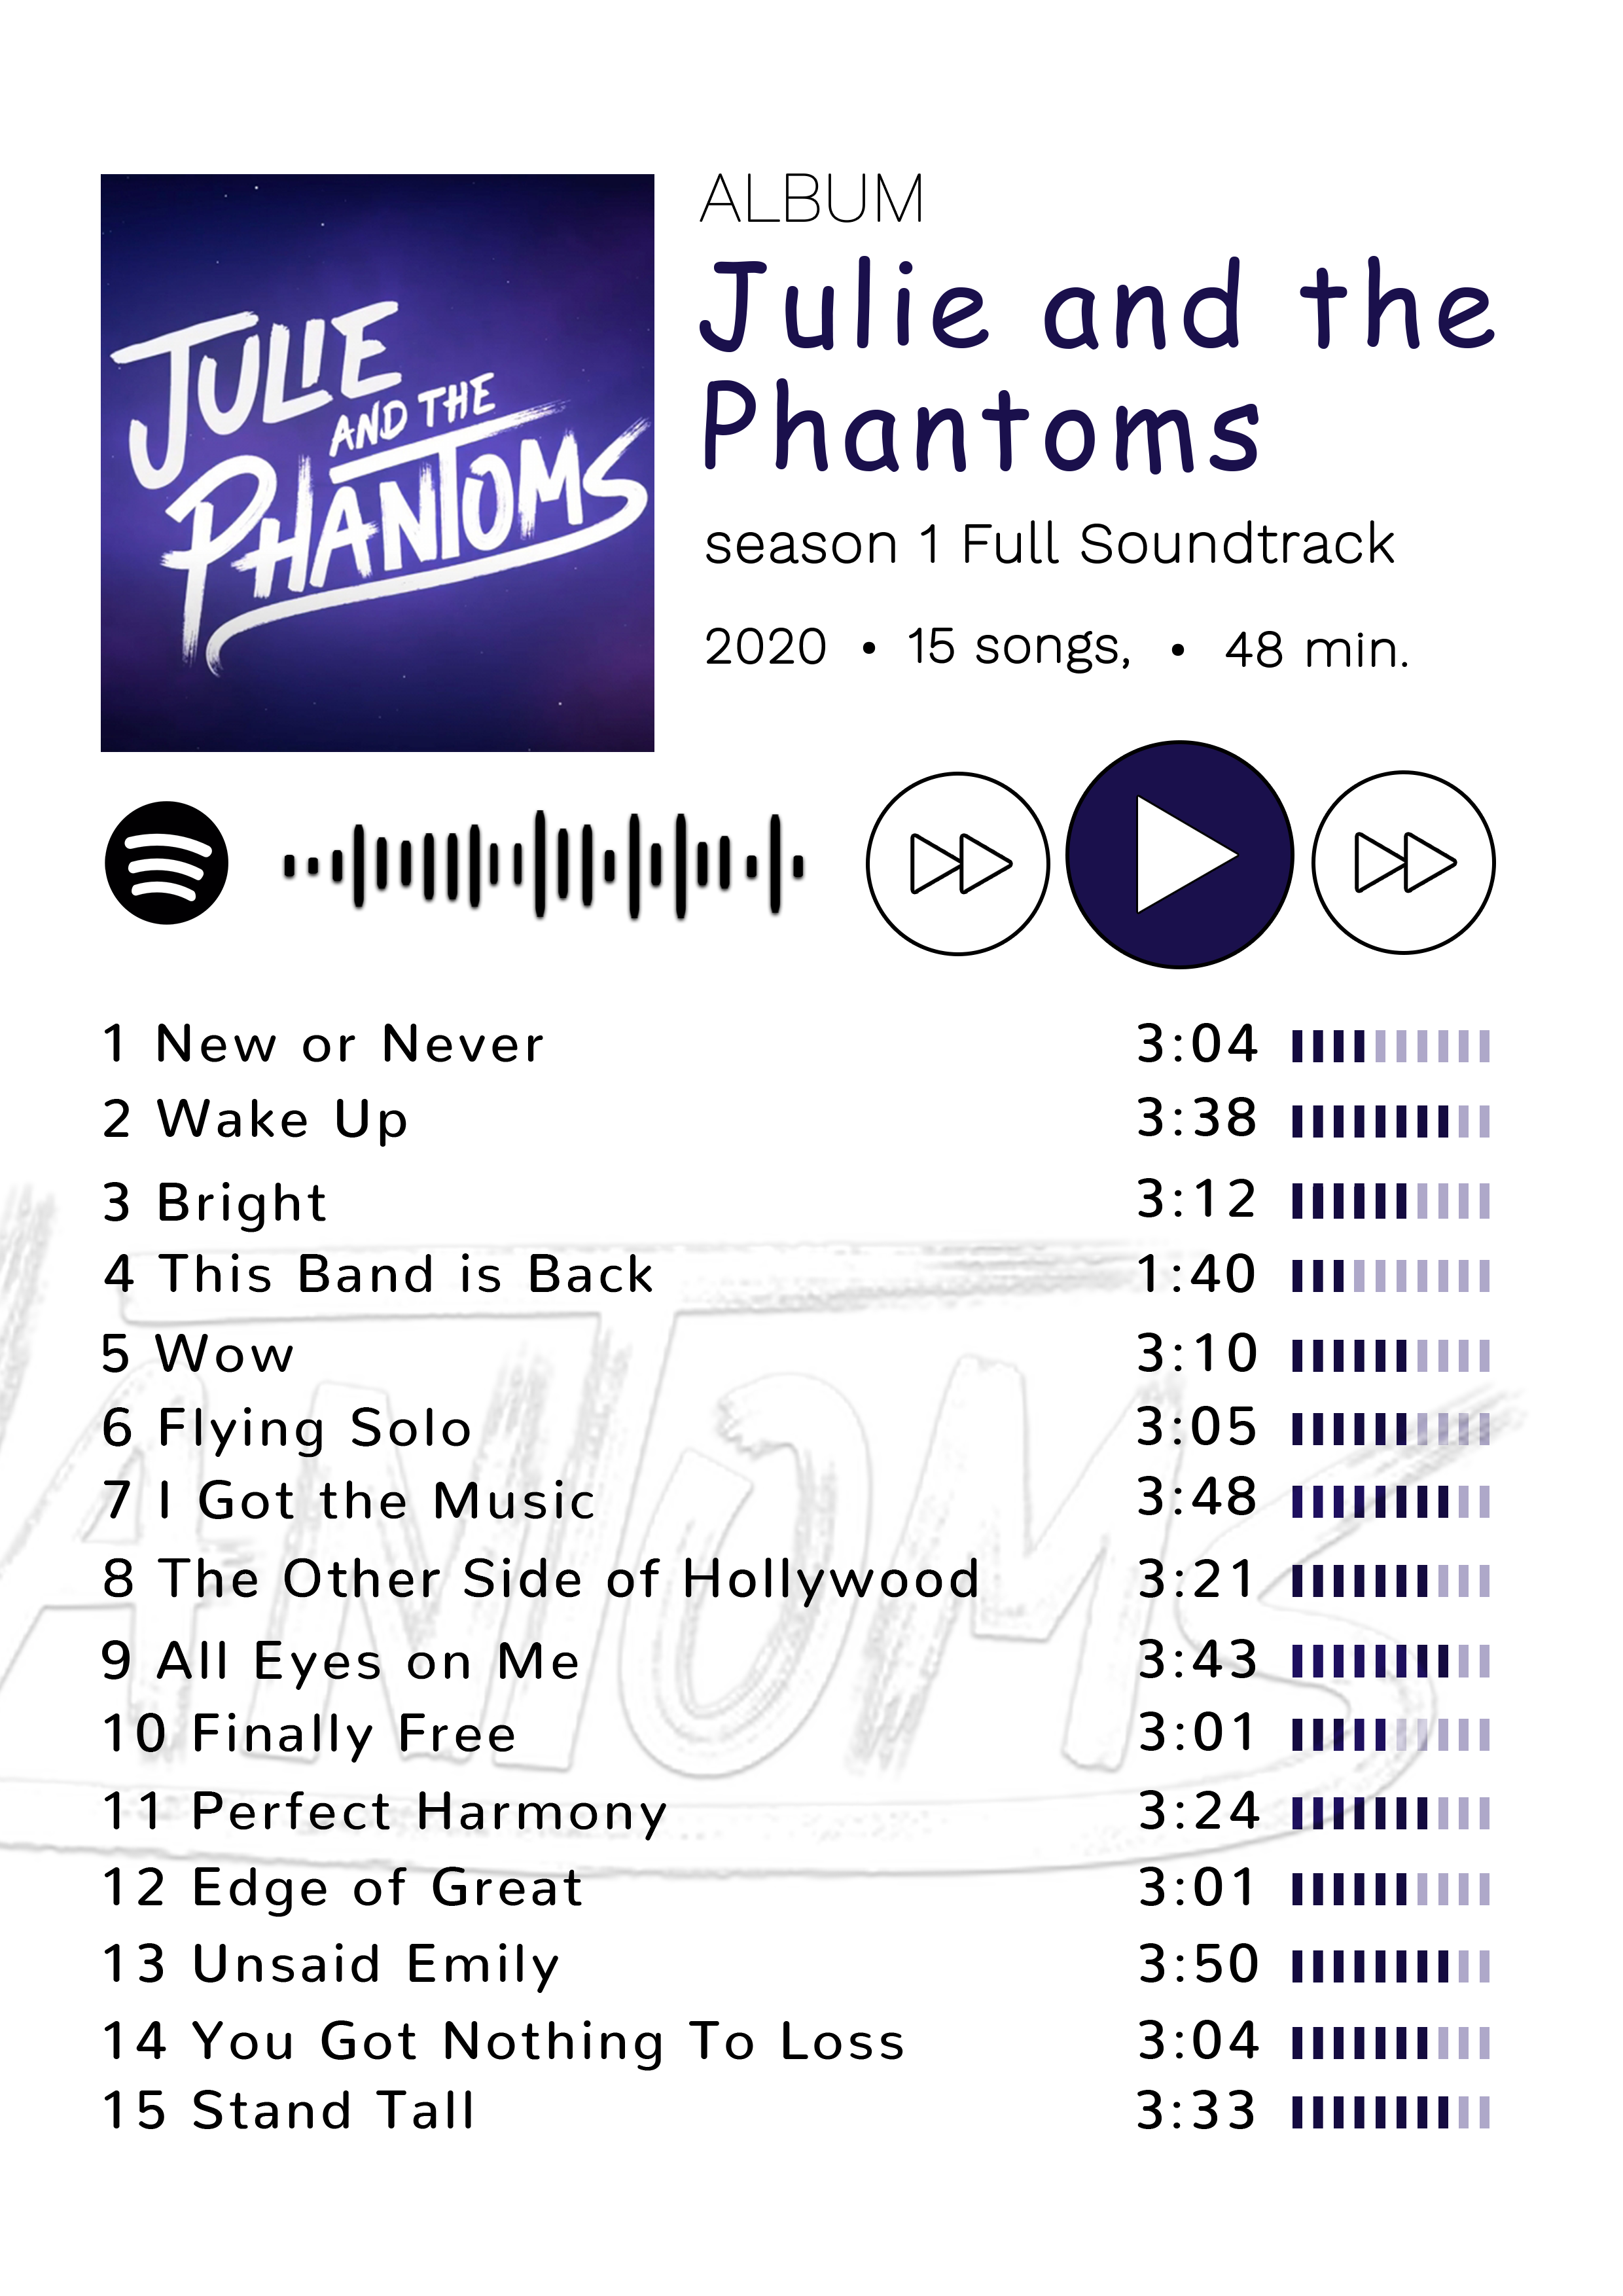 JULIE
AND THE
PHANTOMS
ALBUM
Julie and the
Phantoms
season 1 Full Soundtrack
2020 • 15 songs, • 48 min.
1 New or Never 3:04
2 Wake Up 3:38
3 Bright 3:12
4 This Band is Back 1:40
5 Wow 3:10
6 Flying Solo 3:05
7 I Got the Music 3:48
8 The Other Side of Hollywood 3:21
9 All Eyes on Me 3:43
10 Finally Free 3:01
11 Perfect Harmony 3:24
12 Edge of Great 3:01
13 Unsaid Emily 3:50
14 You Got Nothing To Loss 3:04
15 Stand Tall 3:33
ANTOMS